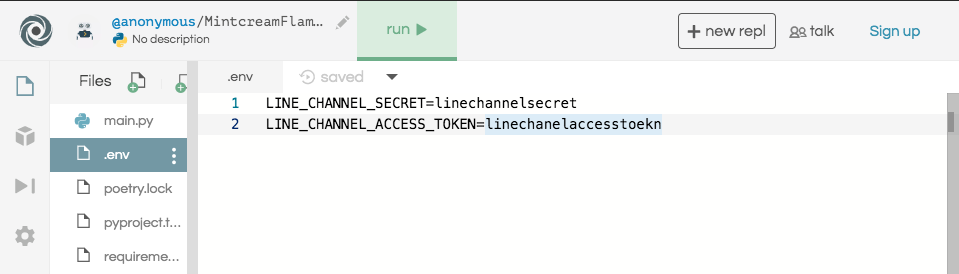 @anonymous/MintcreamFlam...
No description
run
+ new repl
talk
Sign up
Files
.env
saved
main.py
.env
poetry.lock
pyproject.t...
requireme...
1 LINE_CHANNEL_SECRET=linechannelsecret
2 LINE_CHANNEL_ACCESS_TOKEN=linechanelaccesstoekn